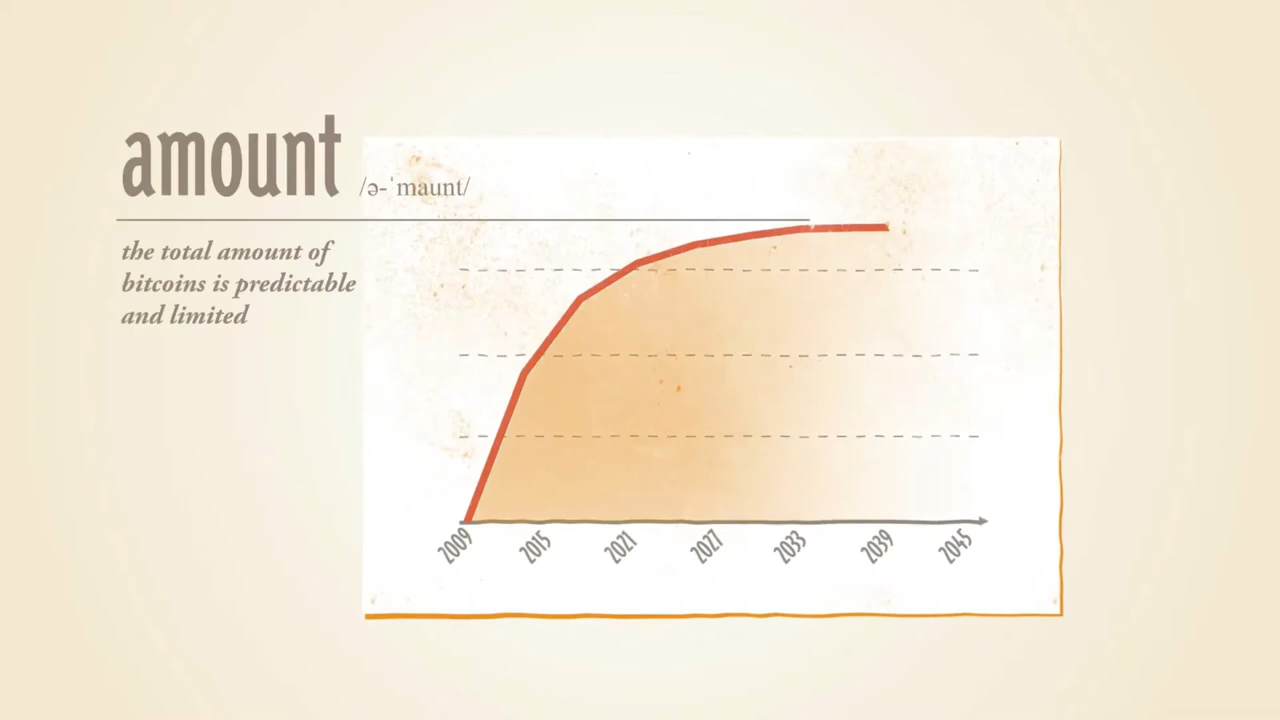 amount /ə-ˈmaunt/
the total amount of
bitcoins is predictable
and limited
2009 2015 2021 2027 2033 2039 2045